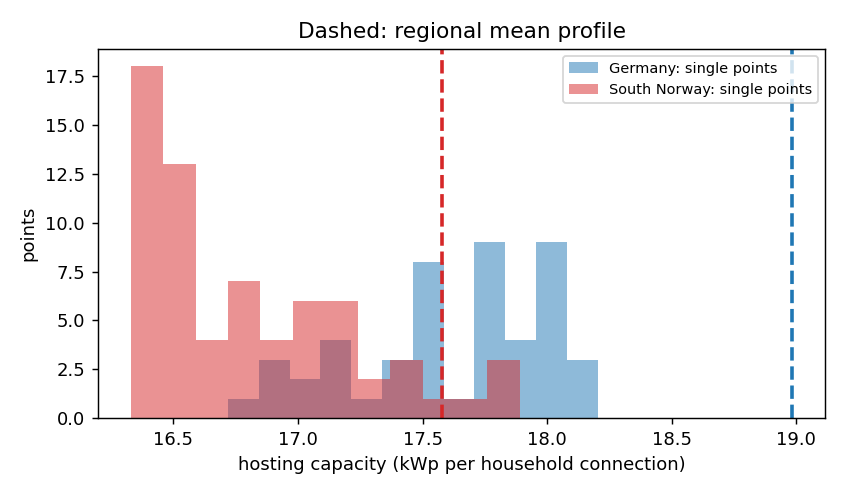 Dashed: regional mean profile
Germany: single points
South Norway: single points
points
17.5
15.0
12.5
10.0
7.5
5.0
2.5
0.0
16.5 17.0 17.5 18.0 18.5 19.0
hosting capacity (kWp per household connection)